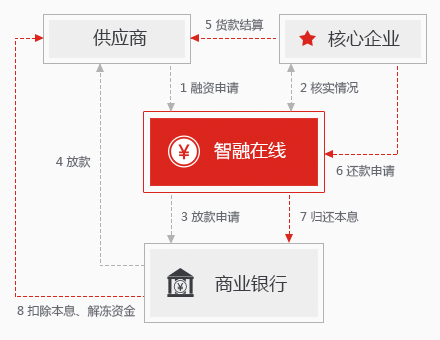 5 货款结算
供应商
核心企业
1 融资申请
2 核实情况
智融在线
4 放款
6 还款申请
3 放款申请
7 归还本息
商业银行
8 扣除本息、解冻资金